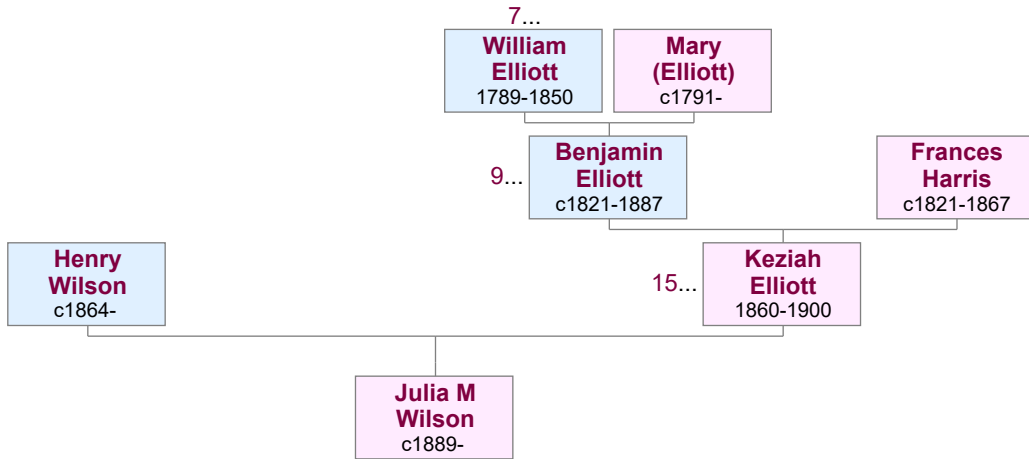 7...
William
Elliott
1789-1850
Mary
(Elliott)
c1791-
9...
Benjamin
Elliott
c1821-1887
Frances
Harris
c1821-1867
Henry
Wilson
c1864-
15...
Keziah
Elliott
1860-1900
Julia M
Wilson
c1889-